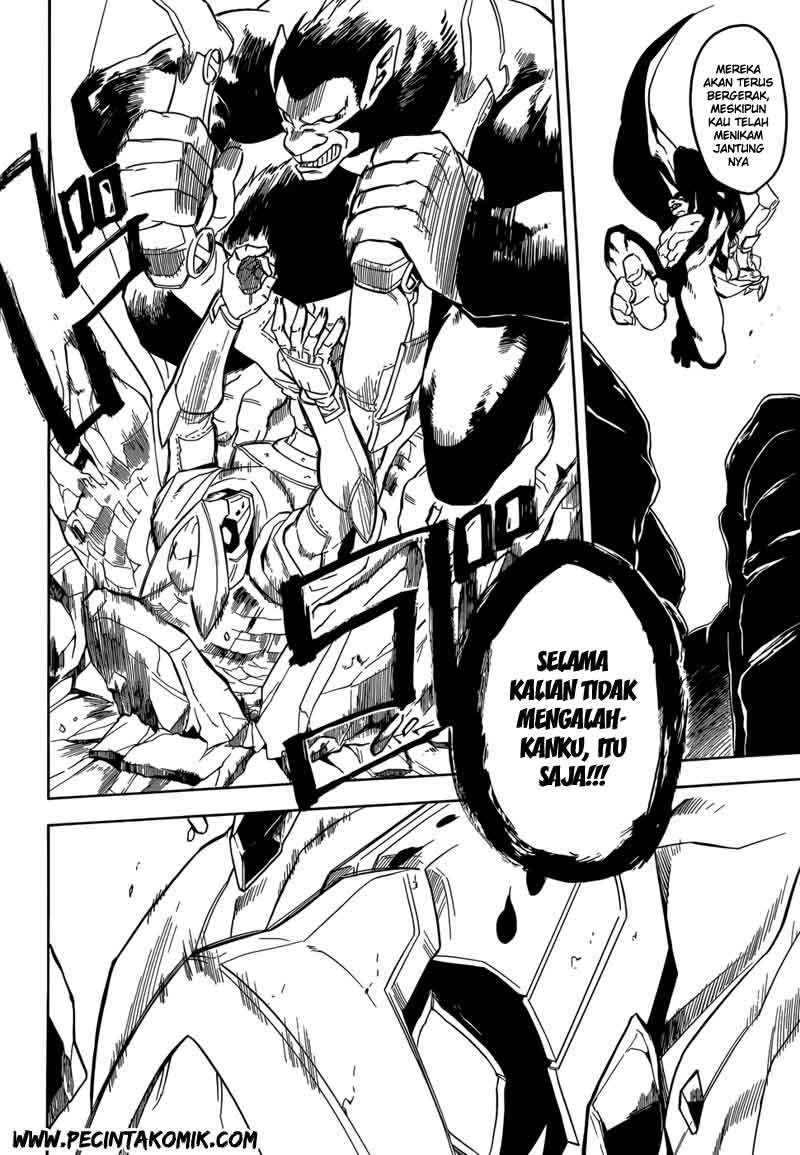 MEREKA
AKAN TERUS
BERGERAK,
MESKIPUN
KAU TELAH
MENIKAM
JANTUNG
NYA
SELAMA
KALIAN TIDAK
MENGALAH-
KANKU, ITU
SAJA!!!
WWW.PECINTAKOMIK.COM